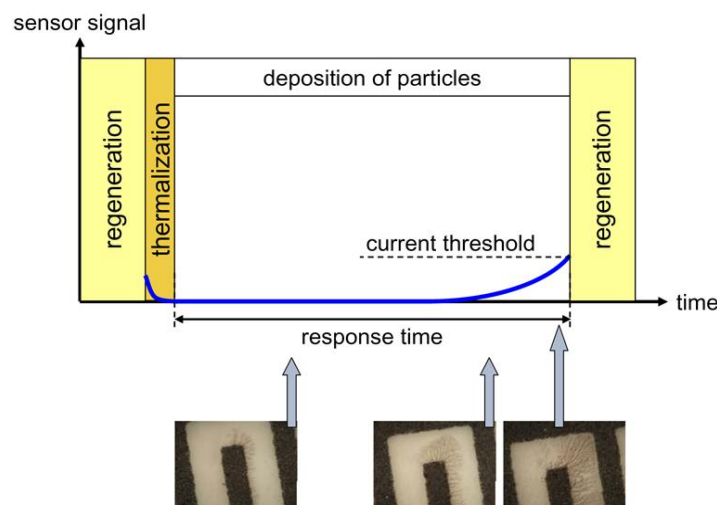 sensor signal
deposition of particles
regeneration
thermalization
regeneration
current threshold
time
response time